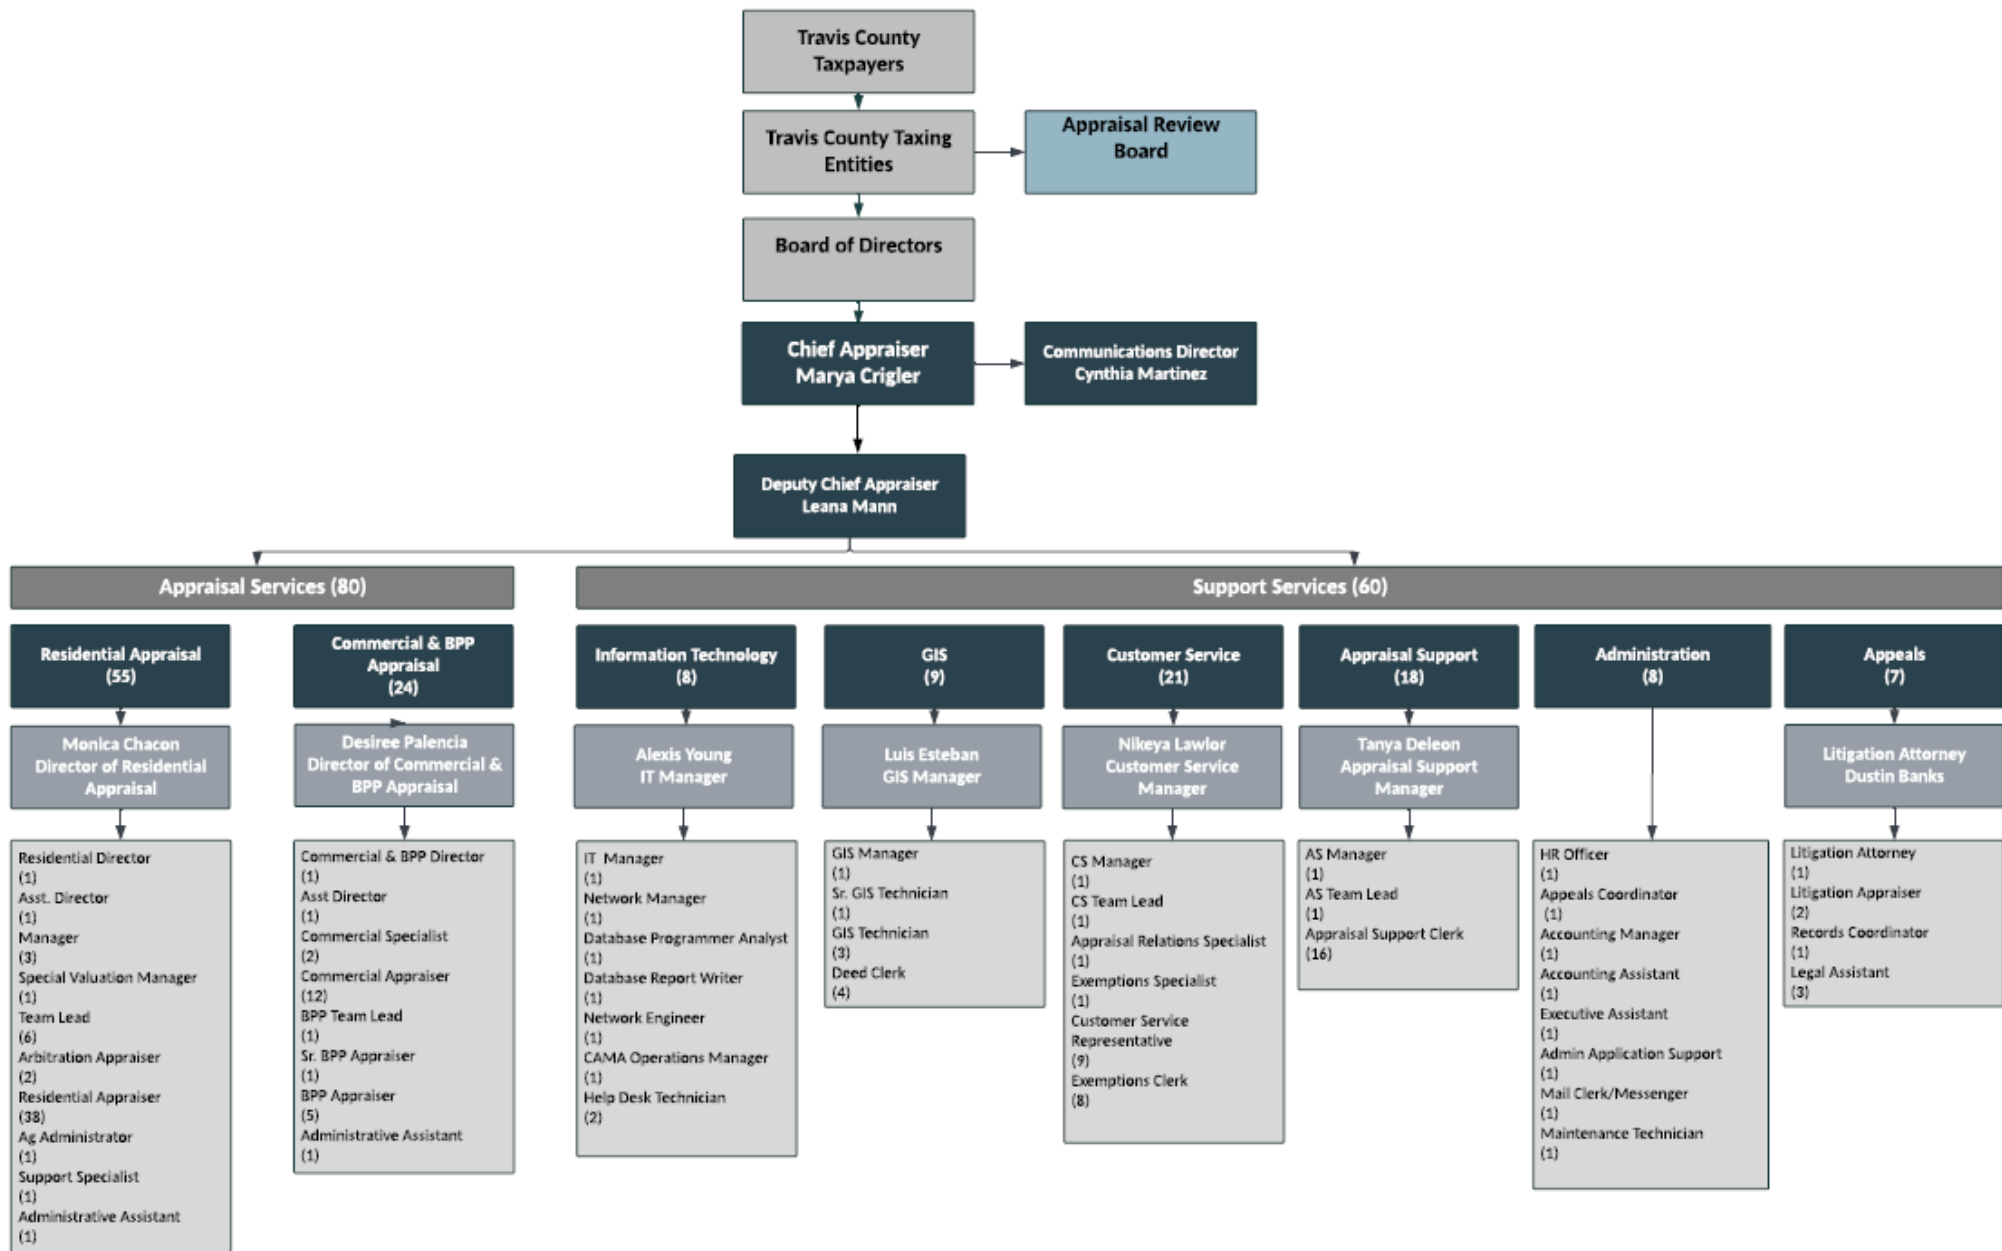 Travis County
Taxpayers
Travis County Taxing
Entities
Appraisal Review
Board
Board of Directors
Chief Appraiser
Marya Crigler
Communications Director
Cynthia Martinez
Deputy Chief Appraiser
Leana Mann
Appraisal Services (80)
Support Services (60)
Residential Appraisal
(55)
Monica Chacon
Director of Residential
Appraisal
Residential Director
(1)
Asst. Director
(1)
Manager
(3)
Special Valuation Manager
(1)
Team Lead
(6)
Arbitration Appraiser
(2)
Residential Appraiser
(38)
Ag Administrator
(1)
Support Specialist
(1)
Administrative Assistant
(1)
Commercial & BPP
Appraisal
(24)
Desiree Palencia
Director of Commercial &
BPP Appraisal
Commercial & BPP Director
(1)
Asst Director
(1)
Commercial Specialist
(2)
Commercial Appraiser
(12)
BPP Team Lead
(1)
Sr. BPP Appraiser
(1)
BPP Appraiser
(5)
Administrative Assistant
(1)
Information Technology
(8)
Alexis Young
IT Manager
IT Manager
(1)
Network Manager
(1)
Database Programmer Analyst
(1)
Database Report Writer
(1)
Network Engineer
(1)
CAMA Operations Manager
(1)
Help Desk Technician
(2)
GIS
(9)
Luis Esteban
GIS Manager
GIS Manager
(1)
Sr. GIS Technician
(1)
GIS Technician
(3)
Deed Clerk
(4)
Customer Service
(21)
Nikeya Lawlor
Customer Service
Manager
CS Manager
(1)
CS Team Lead
(1)
Appraisal Relations Specialist
(1)
Exemptions Specialist
(1)
Customer Service
Representative
(9)
Exemptions Clerk
(8)
Appraisal Support
(18)
Tanya Deleon
Appraisal Support
Manager
AS Manager
(1)
AS Team Lead
(1)
Appraisal Support Clerk
(16)
Administration
(8)
HR Officer
(1)
Appeals Coordinator
(1)
Accounting Manager
(1)
Accounting Assistant
(1)
Executive Assistant
(1)
Admin Application Support
(1)
Mail Clerk/Messenger
(1)
Maintenance Technician
(1)
Appeals
(7)
Litigation Attorney
Dustin Banks
Litigation Attorney
(1)
Litigation Appraiser
(2)
Records Coordinator
(1)
Legal Assistant
(3)